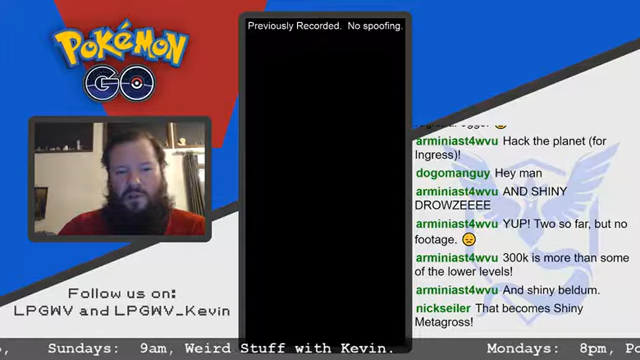 POKÉMON
GO
Previously Recorded. No spoofing.
arminiast4wvu Hack the planet (for
Ingress)!
dogomanguy Hey man
arminiast4wvu AND SHINY
DROWZEEEE
arminiast4wvu YUP! Two so far, but no
footage. 😞
arminiast4wvu 300k is more than some
of the lower levels!
arminiast4wvu And shiny beldum.
nickseiler That becomes Shiny
Metagross!
Follow us on:
LPGWV and LPGWV_Kevin
Sundays: 9am, Weird Stuff with Kevin. Mondays: 8pm,